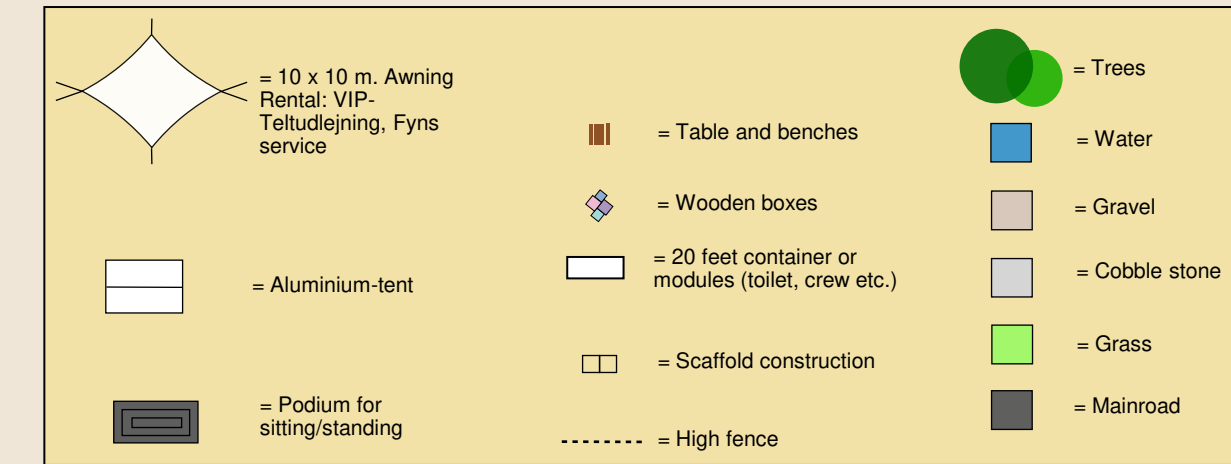 = 10 x 10 m. Awning
Rental: VIP-
Teltudlejning, Fyns
service
= Aluminium-tent
= Podium for
sitting/standing
= Table and benches
= Wooden boxes
= 20 feet container or
modules (toilet, crew etc.)
= Scaffold construction
= High fence
= Trees
= Water
= Gravel
= Cobble stone
= Grass
= Mainroad